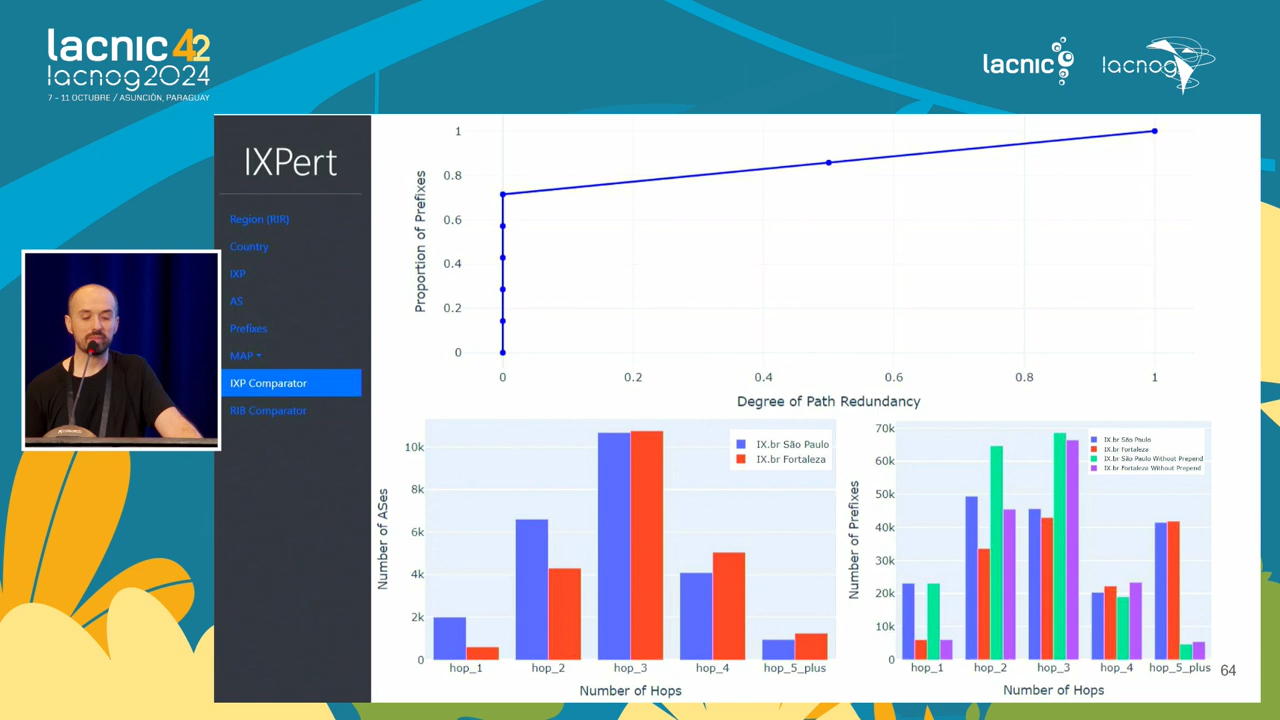 lacnic 42
lacnog2024
7 - 11 OCTUBRE / ASUNCIÓN, PARAGUAY
lacnic
lacnog
IXPert
Region (RIR)
Country
IXP
AS
Prefixes
MAP
IXP Comparator
RIB Comparator
Proportion of Prefixes
1
0.8
0.6
0.4
0.2
0
0 0.2 0.4 0.6 0.8 1
Degree of Path Redundancy
Number of ASes
10k
8k
6k
4k
2k
0
IX.br São Paulo
IX.br Fortaleza
hop_1 hop_2 hop_3 hop_4 hop_5_plus
Number of Hops
Number of Prefixes
70k
60k
50k
40k
30k
20k
10k
0
IX.br São Paulo
IX.br Fortaleza
IX.br São Paulo Without Prepend
IX.br Fortaleza Without Prepend
hop_1 hop_2 hop_3 hop_4 hop_5_plus
Number of Hops
64